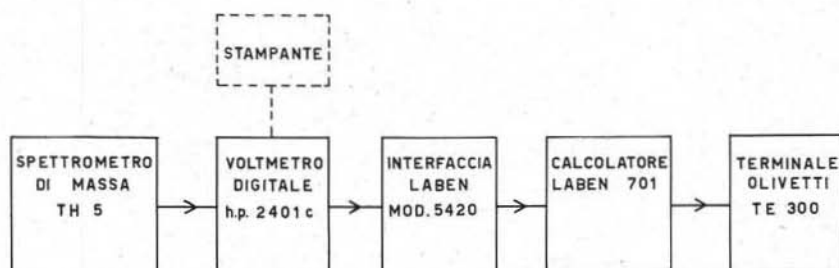 STAMPANTE
SPETTROMETRO
DI MASSA
TH 5
VOLTMETRO
DIGITALE
h.p. 2401 c
INTERFACCIA
LABEN
MOD. 5420
CALCOLATORE
LABEN 701
TERMINALE
OLIVETTI
TE 300